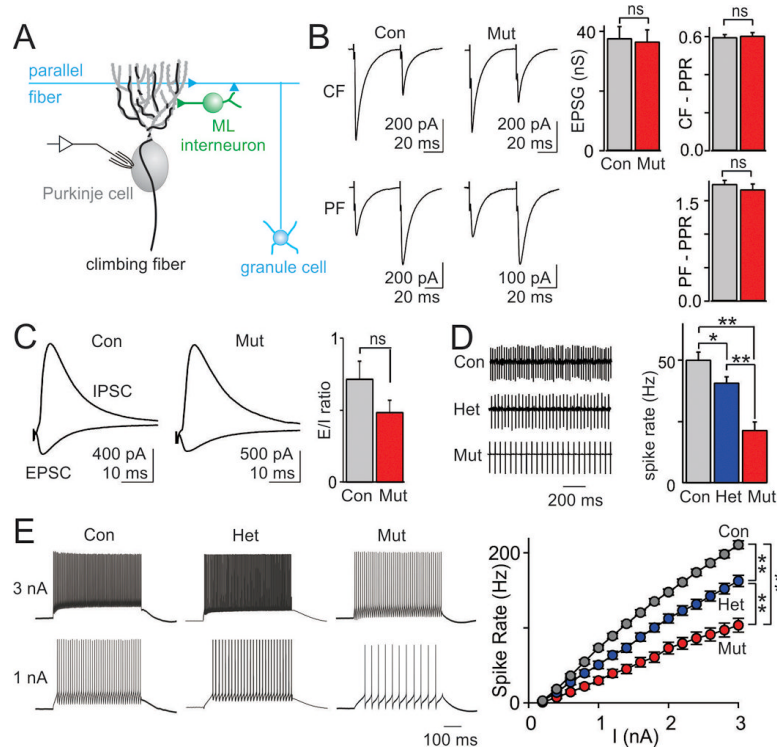 A
parallel
fiber
ML
interneuron
Purkinje cell
climbing fiber
granule cell
B
Con
Mut
CF
200 pA
20 ms
200 pA
20 ms
PF
200 pA
20 ms
100 pA
20 ms
EPSG (nS)
40
0
ns
Con Mut
CF - PPR
0.6
0.0
ns
PF - PPR
1.5
0.0
ns
C
Con
Mut
IPSC
EPSC
400 pA
10 ms
500 pA
10 ms
E/I ratio
1
0
ns
Con Mut
D
Con
Het
Mut
200 ms
spike rate (Hz)
50
0
**
*
**
Con Het Mut
E
Con
Het
Mut
3 nA
1 nA
100 ms
Spike Rate (Hz)
200
100
0
0
1
2
3
I (nA)
Con
Het
Mut
**
**
**